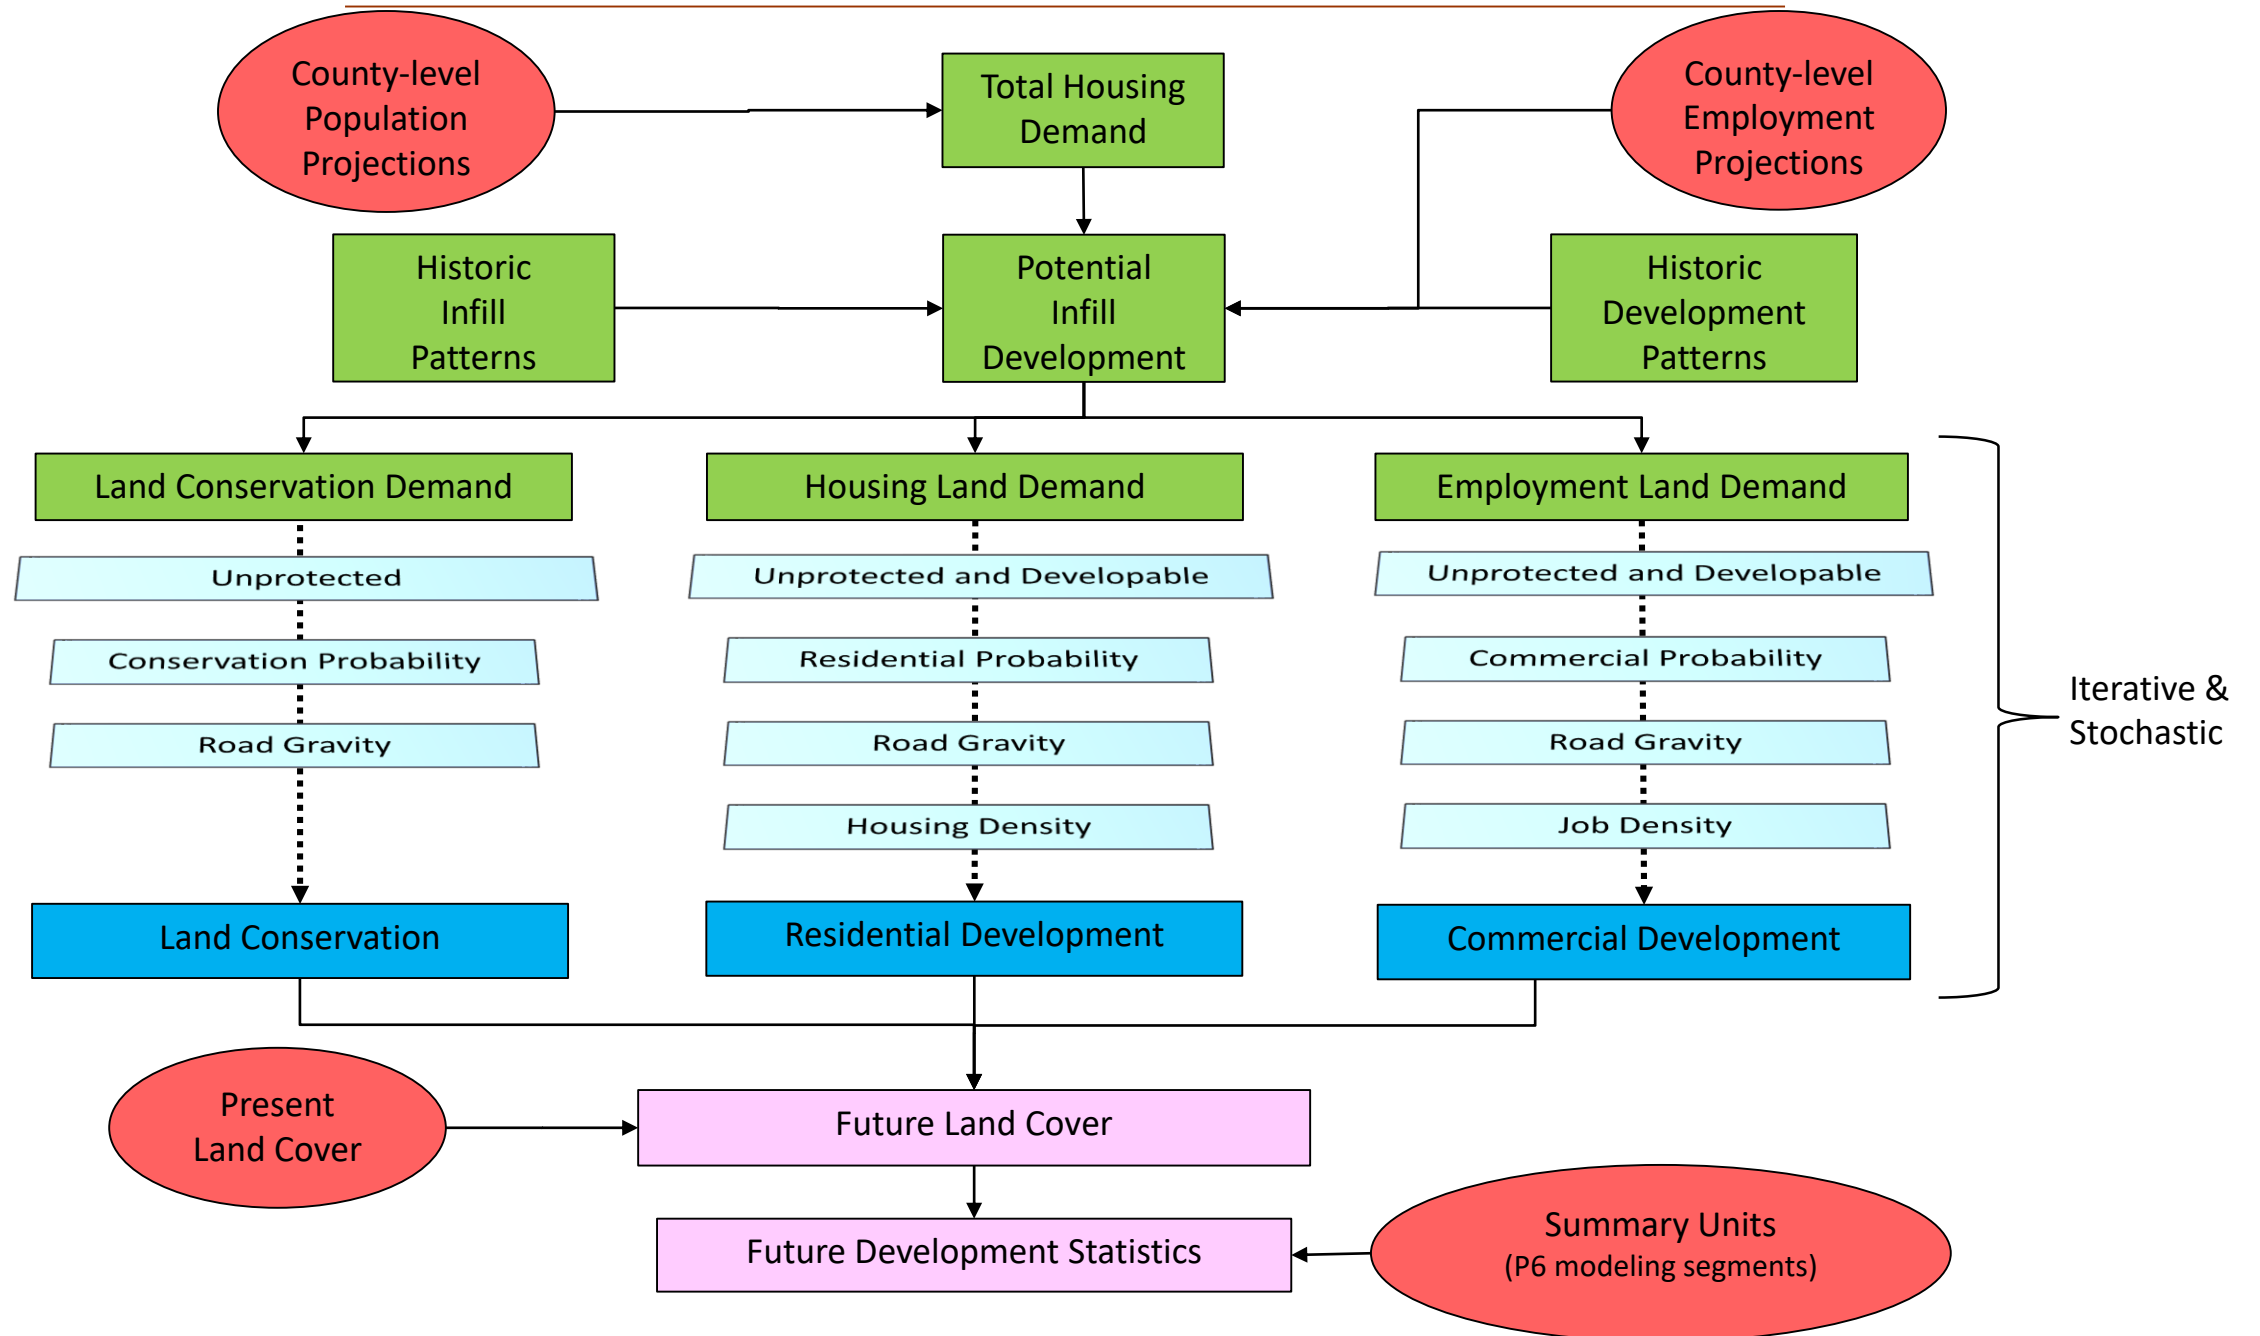 County-level
Population
Projections
Total Housing
Demand
County-level
Employment
Projections
Historic
Infill
Patterns
Potential
Infill
Development
Historic
Development
Patterns
Land Conservation Demand
Housing Land Demand
Employment Land Demand
Unprotected
Unprotected and Developable
Unprotected and Developable
Conservation Probability
Residential Probability
Commercial Probability
Road Gravity
Road Gravity
Road Gravity
Housing Density
Job Density
Iterative &
Stochastic
Land Conservation
Residential Development
Commercial Development
Present
Land Cover
Future Land Cover
Future Development Statistics
Summary Units
(P6 modeling segments)